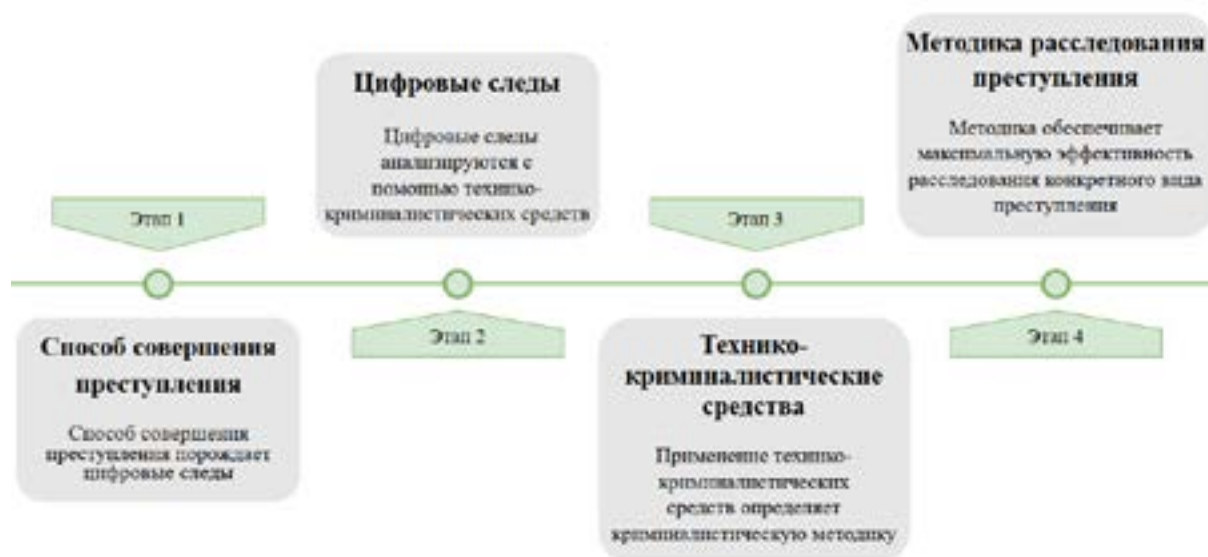 Этап 1
Способ совершения
преступления
Способ совершения
преступления порождает
цифровые следы
Цифровые следы
Цифровые следы
анализируются с
помощью технико-
криминалистических средств
Этап 2
Этап 3
Технико-
криминалистические
средства
Применение технико-
криминалистических
средств определяет
криминалистическую методику
Методика расследования
преступления
Методика обеспечивает
максимальную эффективность
расследования конкретного вида
преступления
Этап 4